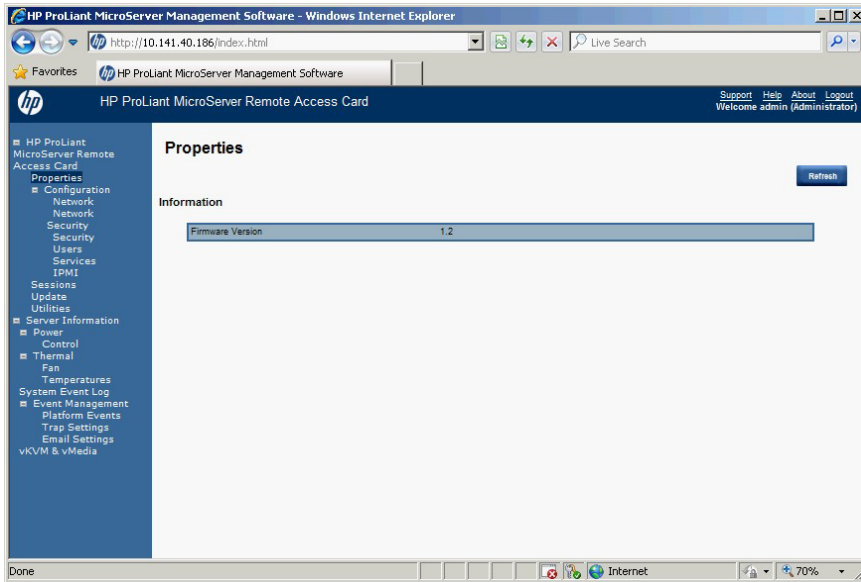 HP ProLiant MicroServer Management Software - Windows Internet Explorer
http://10.141.40.186/index.html
Live Search
Favorites
HP ProLiant MicroServer Management Software
hp
HP ProLiant MicroServer Remote Access Card
Support Help About Logout
Welcome admin (Administrator)
HP ProLiant
MicroServer Remote
Access Card
Properties
Configuration
Network
Network
Security
Security
Users
Services
IPMI
Sessions
Update
Utilities
Server Information
Power
Control
Thermal
Fan
Temperatures
System Event Log
Event Management
Platform Events
Trap Settings
Email Settings
vKVM & vMedia
Properties
Refresh
Information
Firmware Version 1.2
Done
Internet
70%